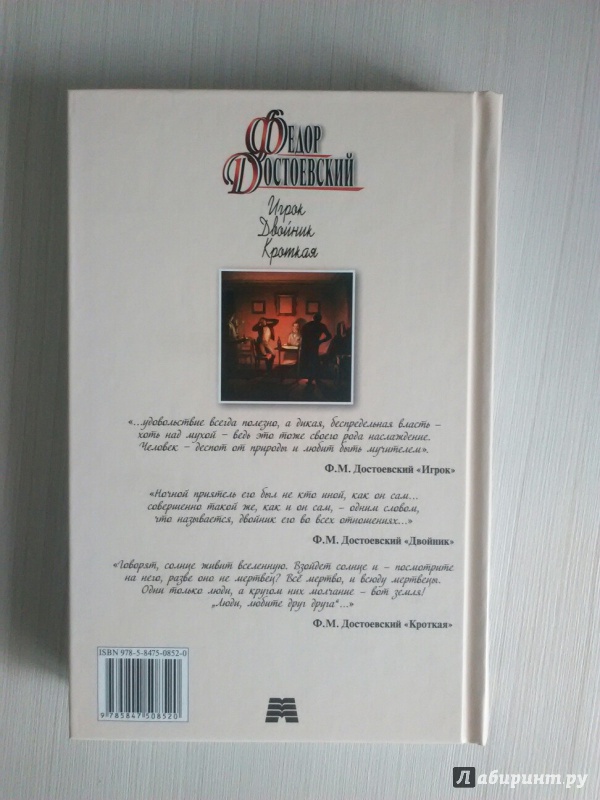 Федор
Достоевский
Игрок
Двойник
Кроткая
«...удовольствие всегда полезно, а дикая, беспредельная власть –
хоть над мухой – ведь это тоже своего рода наслаждение.
Человек – деспот от природы и любит быть мучителем».
Ф.М. Достоевский «Игрок»
«Ночной приятель его был не кто иной, как он сам...
совершенно такой же, как и он сам, – одним словом,
что называется, двойник его во всех отношениях...»
Ф.М. Достоевский «Двойник»
«Говорят, солнце живит вселенную. Взойдет солнце и – посмотрите
на него, разве оно не мертвец? Всё мертво, и всюду мертвецы.
Одни только люди, а кругом них молчание – вот земля!
„Люди, любите друг друга“...»
Ф.М. Достоевский «Кроткая»
ISBN 978-5-8475-0852-0
9 785847 508520
Лабиринт.ру